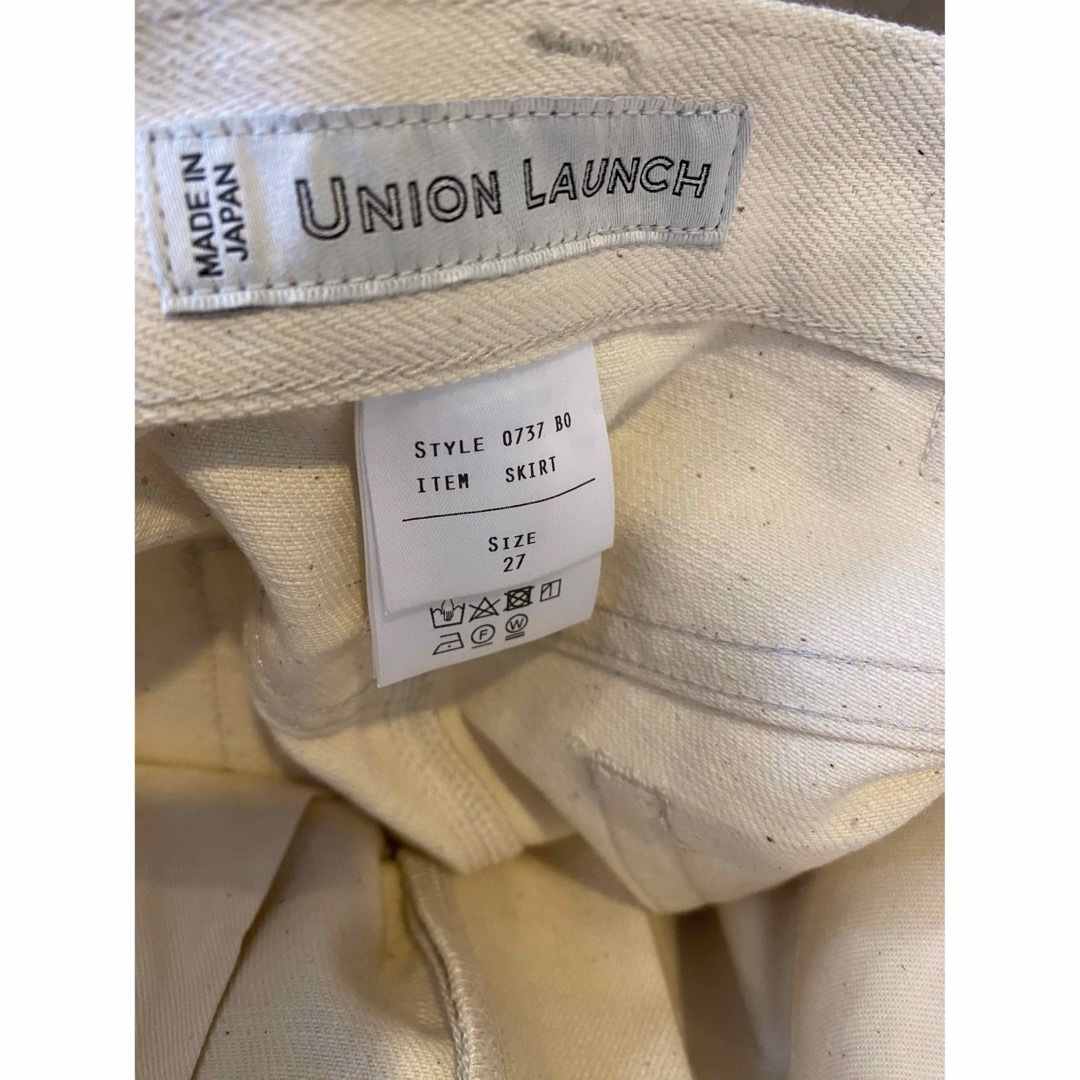 MADE IN
JAPAN
UNION LAUNCH
STYLE 0737 BO
ITEM SKIRT
SIZE
27
F W